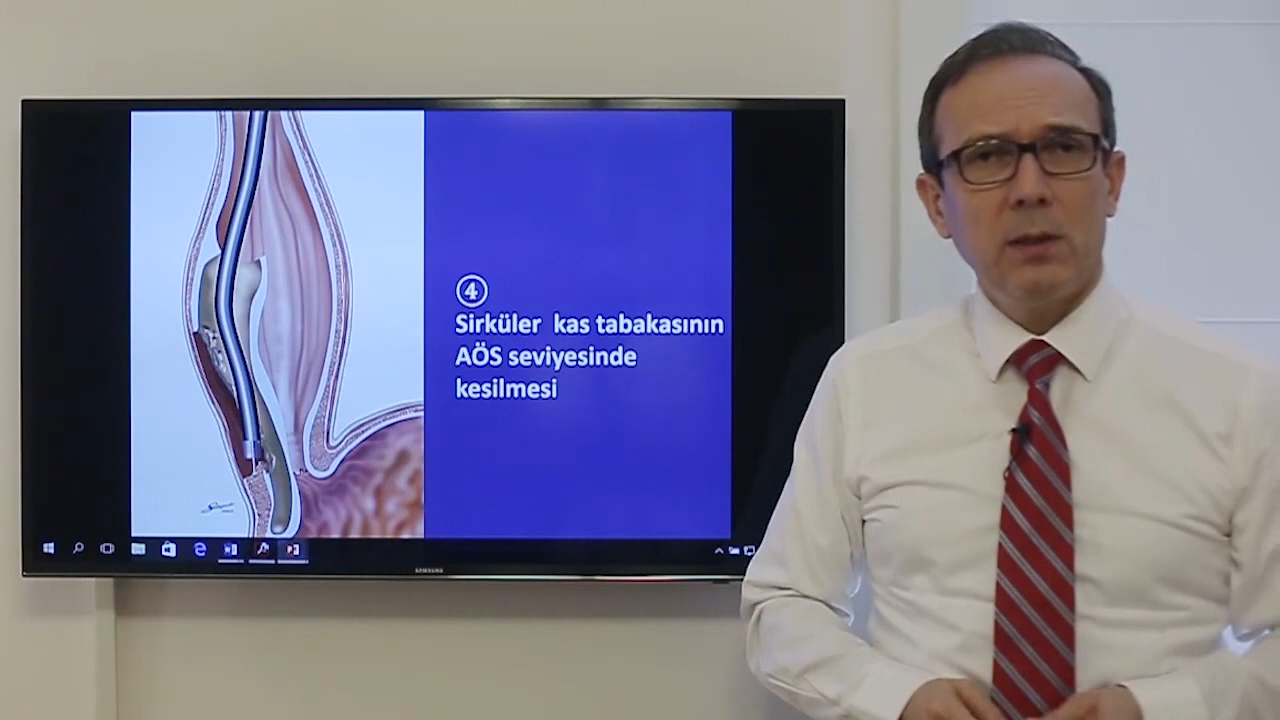 ④
Sirküler kas tabakasının
AÖS seviyesinde
kesilmesi
SAMSUNG